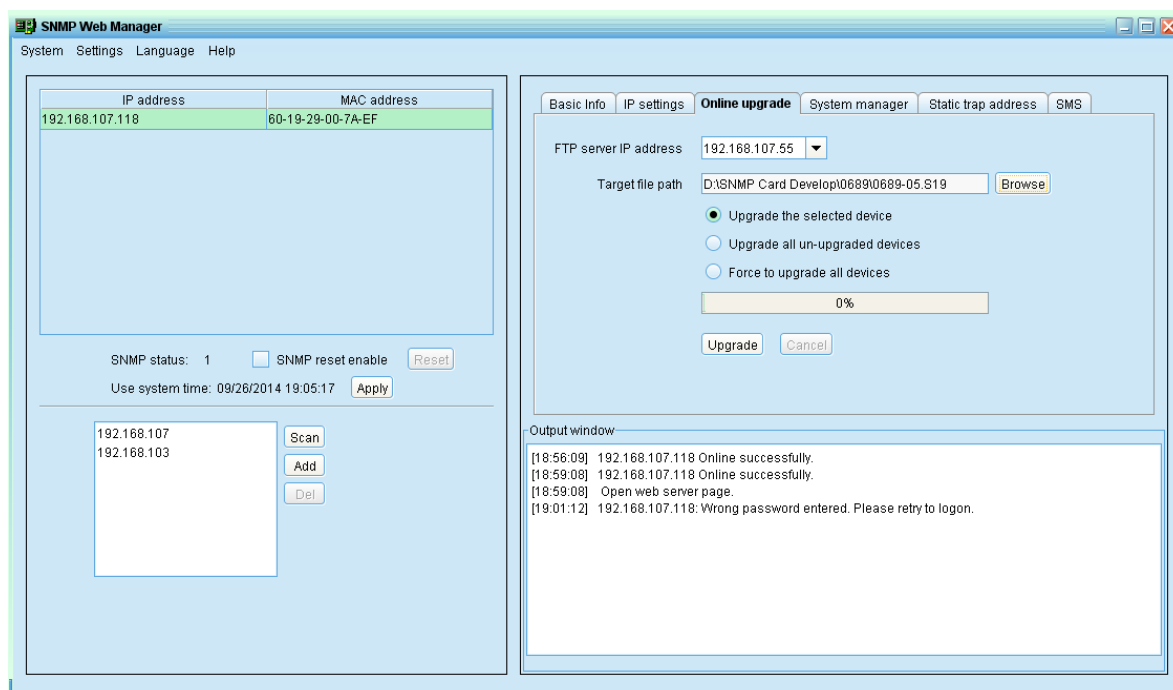 SNMP Web Manager
System Settings Language Help
IP address MAC address
192.168.107.118 60-19-29-00-7A-EF
SNMP status: 1 SNMP reset enable Reset
Use system time: 09/26/2014 19:05:17 Apply
192.168.107
192.168.103
Scan
Add
Del
Basic Info IP settings Online upgrade System manager Static trap address SMS
FTP server IP address 192.168.107.55
Target file path D:\SNMP Card Develop\0689\0689-05.S19 Browse
Upgrade the selected device
Upgrade all un-upgraded devices
Force to upgrade all devices
0%
Upgrade Cancel
Output window
[18:56:09] 192.168.107.118 Online successfully.
[18:59:08] 192.168.107.118 Online successfully.
[18:59:08] Open web server page.
[19:01:12] 192.168.107.118: Wrong password entered. Please retry to logon.